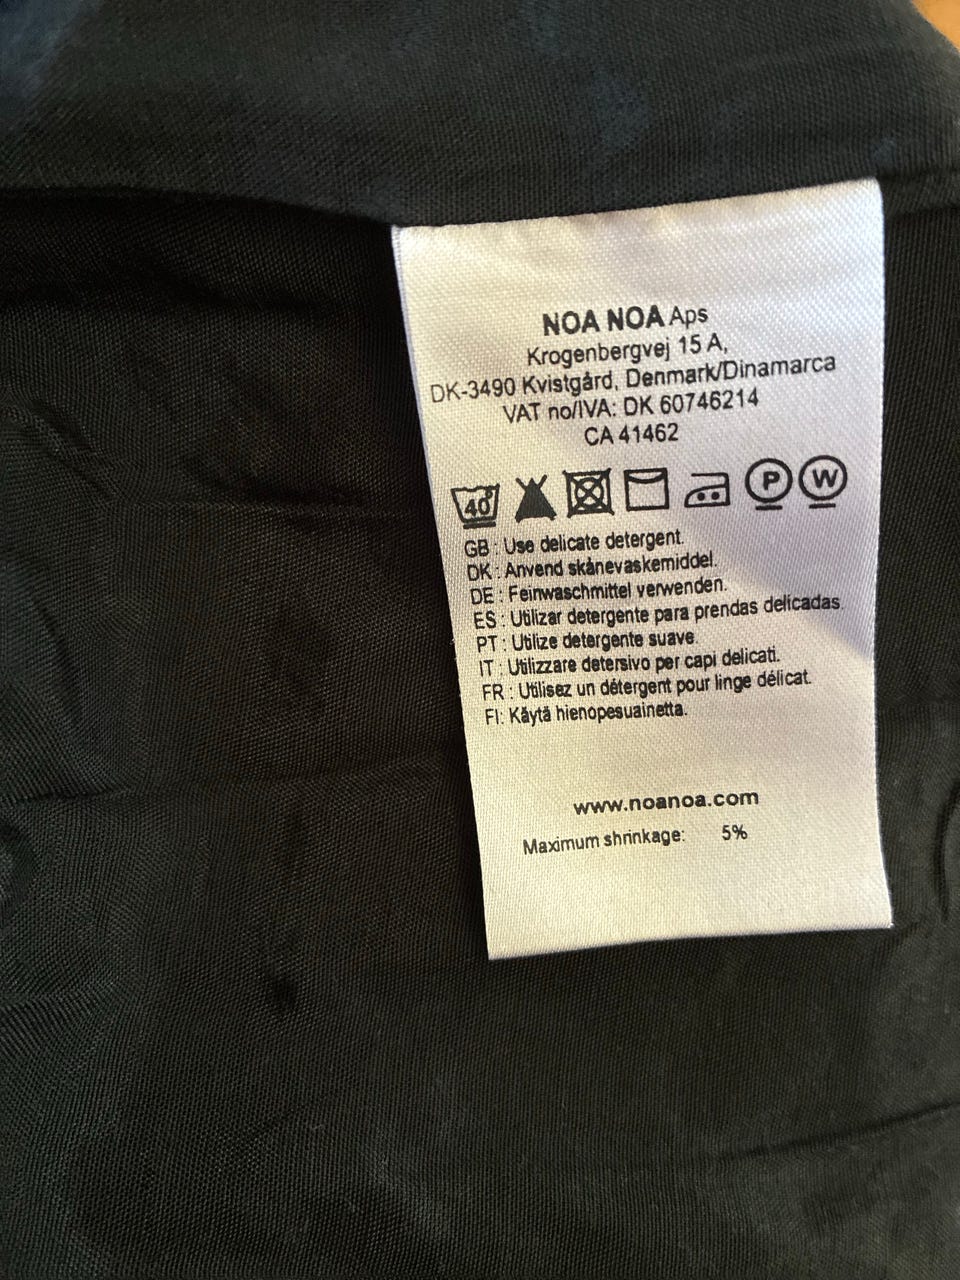 NOA NOA Aps
Krogenbergvej 15 A,
DK-3490 Kvistgård, Denmark/Dinamarca
VAT no/IVA: DK 60746214
CA 41462
40° P W
GB : Use delicate detergent.
DK : Anvend skånevaskemiddel.
DE : Feinwaschmittel verwenden.
ES : Utilizar detergente para prendas delicadas.
PT : Utilize detergente suave.
IT : Utilizzare detersivo per capi delicati.
FR : Utilisez un détergent pour linge délicat.
FI: Käytä hienopesuainetta.
www.noanoa.com
Maximum shrinkage: 5%